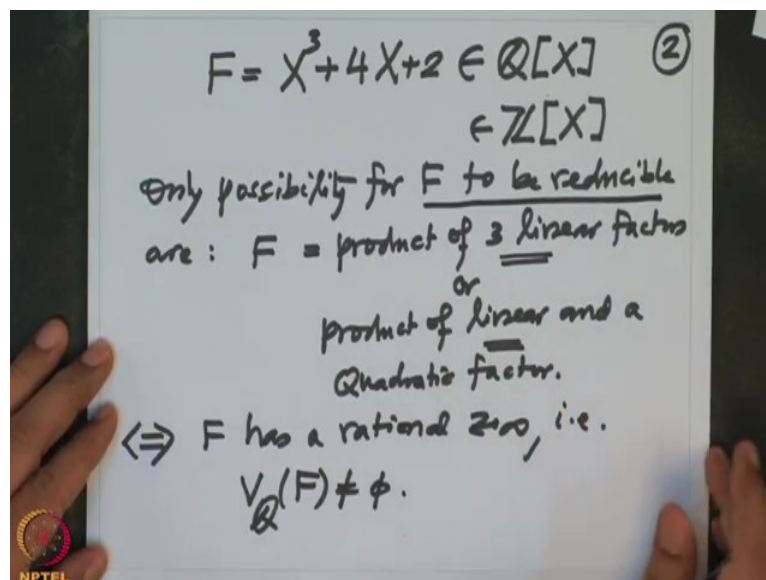 F = X³ + 4X + 2 ∈ Q[X] ②
∈ ℤ[X]
Only possibility for F to be reducible
are : F = product of 3 linear factors
or
product of linear and a
Quadratic factor.
⟺ F has a rational zero, i.e.
V_Q(F) ≠ ϕ.
NPTEL